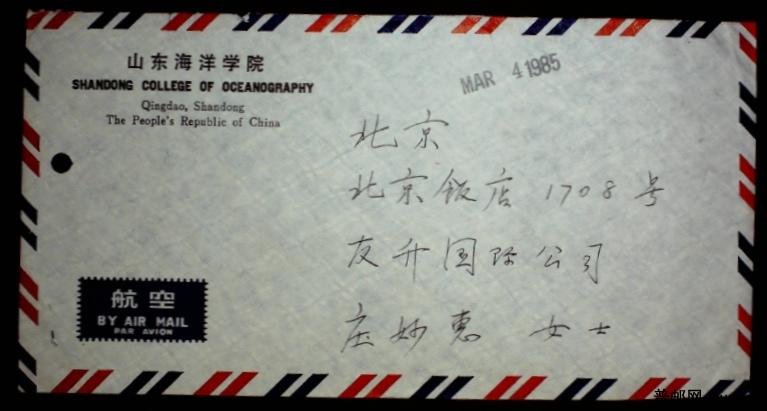 山东海洋学院
SHANDONG COLLEGE OF OCEANOGRAPHY
Qingdao, Shandong
The People's Republic of China
MAR 4 1985
北京
北京饭店 1708 号
友升国际公司
庄妙惠 女士
航空
BY AIR MAIL
PAR AVION